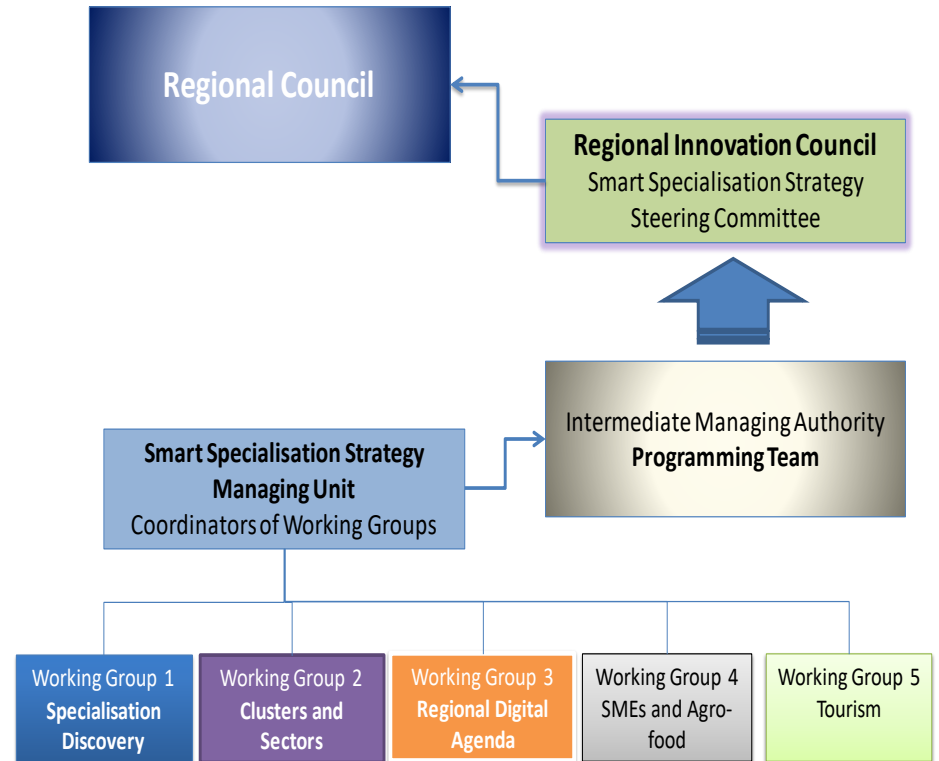 Regional Council
Regional Innovation Council
Smart Specialisation Strategy
Steering Committee
Intermediate Managing Authority
Programming Team
Smart Specialisation Strategy
Managing Unit
Coordinators of Working Groups
Working Group 1
Specialisation
Discovery
Working Group 2
Clusters and
Sectors
Working Group 3
Regional Digital
Agenda
Working Group 4
SMEs and Agro-
food
Working Group 5
Tourism